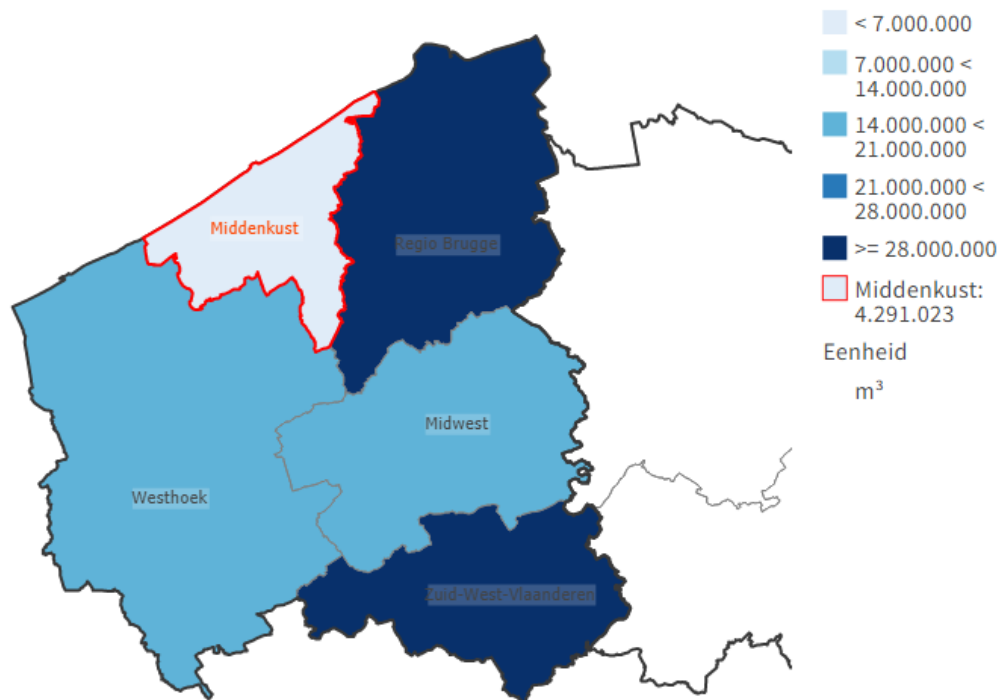 < 7.000.000
7.000.000 <
14.000.000
14.000.000 <
21.000.000
21.000.000 <
28.000.000
>= 28.000.000
Middenkust:
4.291.023
Eenheid
m³
Middenkust
Regio Brugge
Midwest
Westhoek
Zuid-West-Vlaanderen